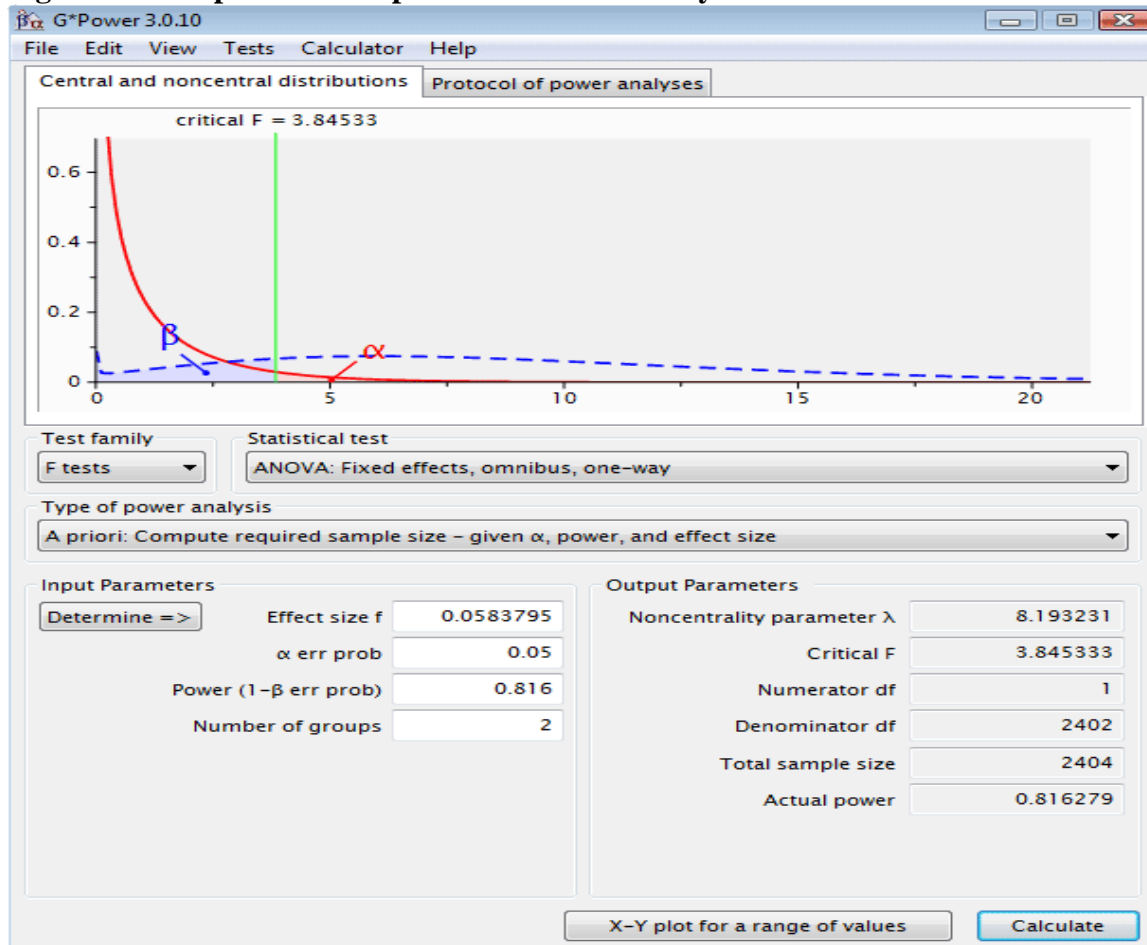 G*Power 3.0.10
File Edit View Tests Calculator Help
Central and noncentral distributions Protocol of power analyses
critical F = 3.84533
0.6
0.4
0.2
0
β
α
0 5 10 15 20
Test family Statistical test
F tests ANOVA: Fixed effects, omnibus, one-way
Type of power analysis
A priori: Compute required sample size – given α, power, and effect size
Input Parameters Output Parameters
Determine => Effect size f 0.0583795 Noncentrality parameter λ 8.193231
α err prob 0.05 Critical F 3.845333
Power (1-β err prob) 0.816 Numerator df 1
Number of groups 2 Denominator df 2402
Total sample size 2404
Actual power 0.816279
X-Y plot for a range of values Calculate